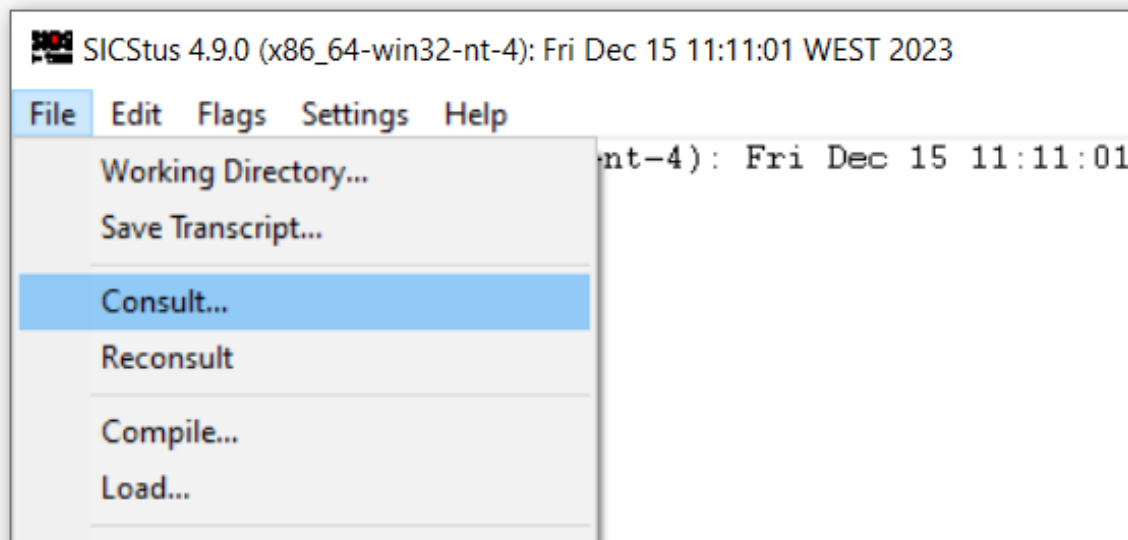 SICStus 4.9.0 (x86_64-win32-nt-4): Fri Dec 15 11:11:01 WEST 2023
File Edit Flags Settings Help
-nt-4): Fri Dec 15 11:11:01
Working Directory...
Save Transcript...
Consult...
Reconsult
Compile...
Load...